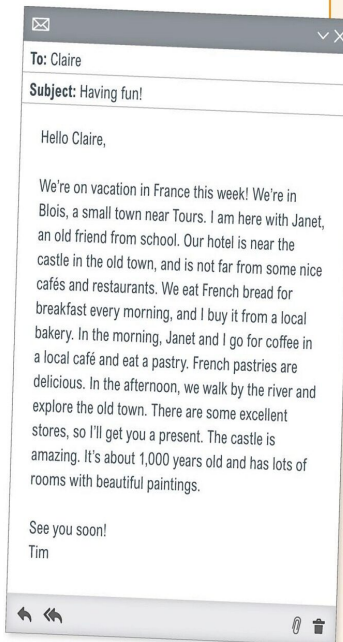 To: Claire
Subject: Having fun!
Hello Claire,
We're on vacation in France this week! We're in
Blois, a small town near Tours. I am here with Janet,
an old friend from school. Our hotel is near the
castle in the old town, and is not far from some nice
cafés and restaurants. We eat French bread for
breakfast every morning, and I buy it from a local
bakery. In the morning, Janet and I go for coffee in
a local café and eat a pastry. French pastries are
delicious. In the afternoon, we walk by the river and
explore the old town. There are some excellent
stores, so I'll get you a present. The castle is
amazing. It's about 1,000 years old and has lots of
rooms with beautiful paintings.
See you soon!
Tim